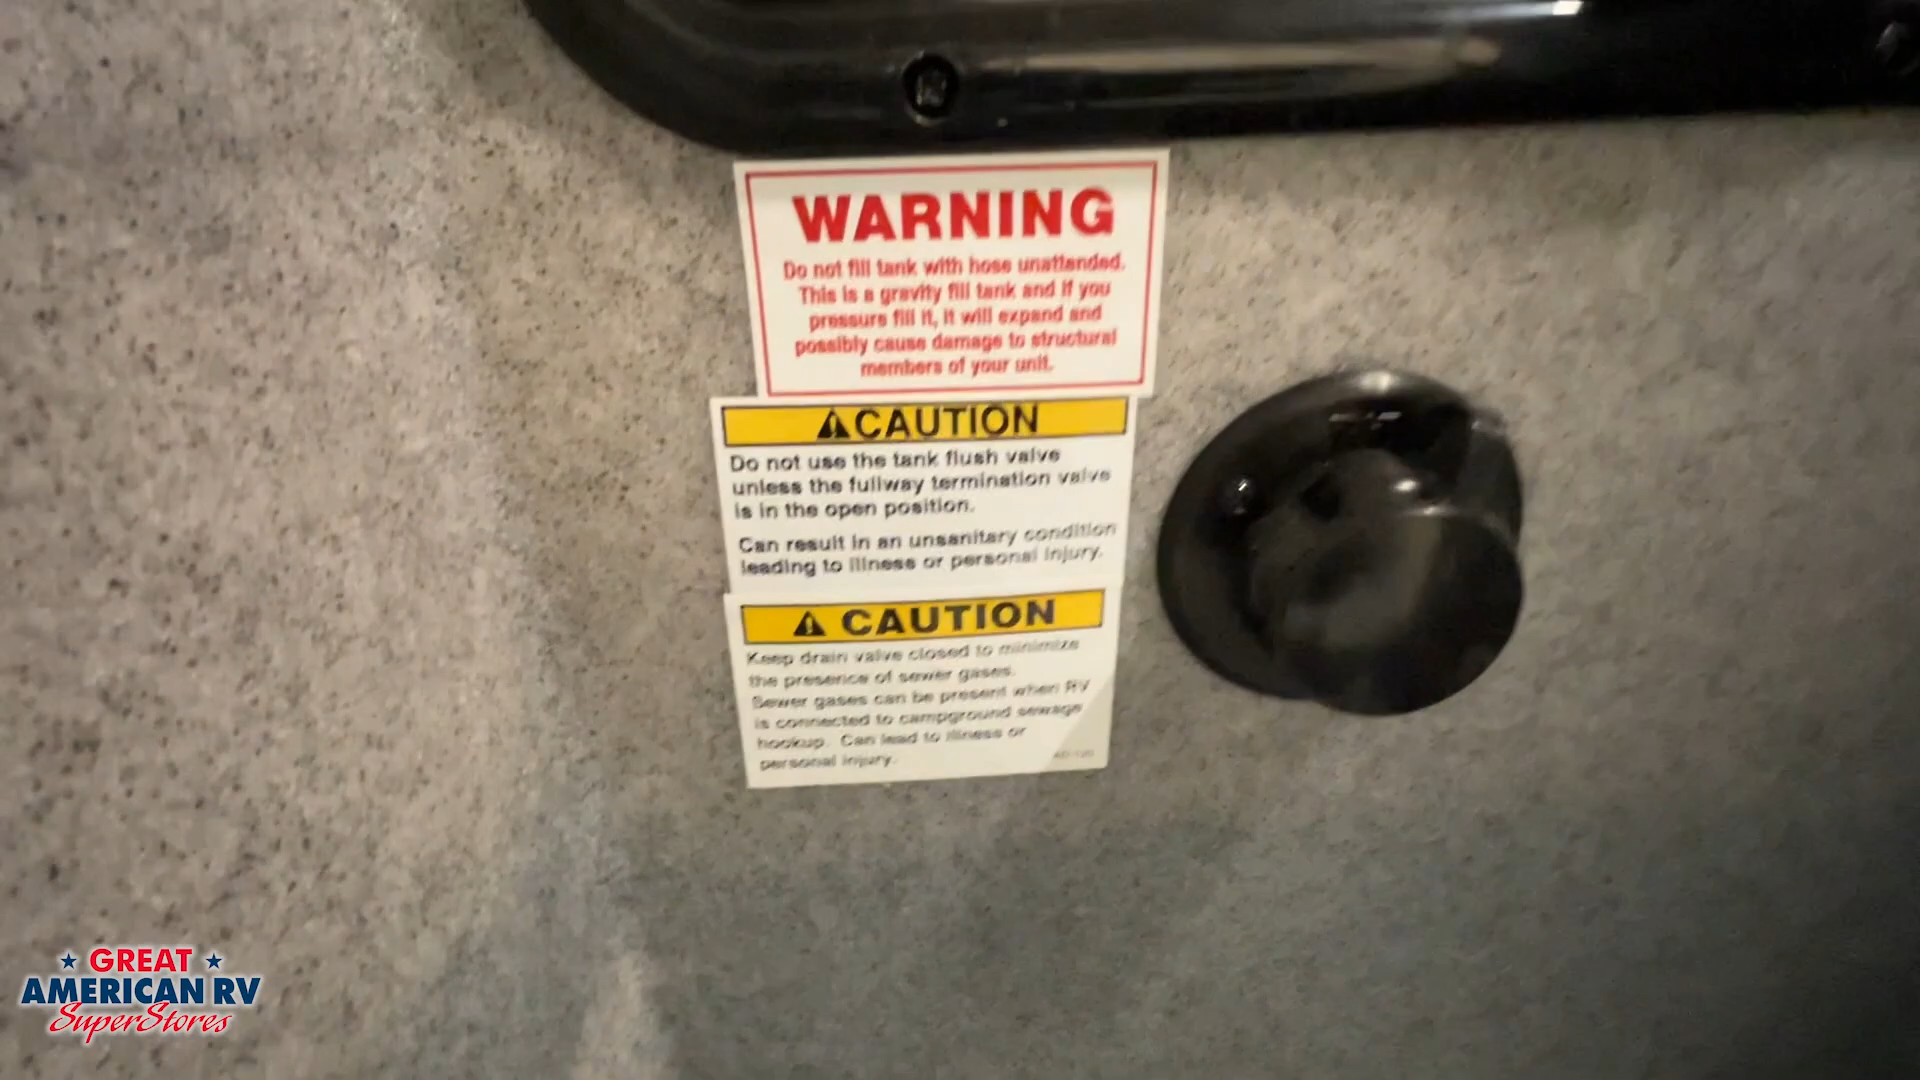 WARNING
Do not fill tank with hose unattended.
This is a gravity fill tank and if you
pressure fill it, it will expand and
possibly cause damage to structural
members of your unit.
CAUTION
Do not use the tank flush valve
unless the fullway termination valve
is in the open position.
Can result in an unsanitary condition
leading to illness or personal injury.
CAUTION
Keep drain valve closed to minimize
the presence of sewer gases.
Sewer gases can be present when RV
is connected to campground sewage
hookup. Can lead to illness or
personal injury.
GREAT
AMERICAN RV
SuperStores